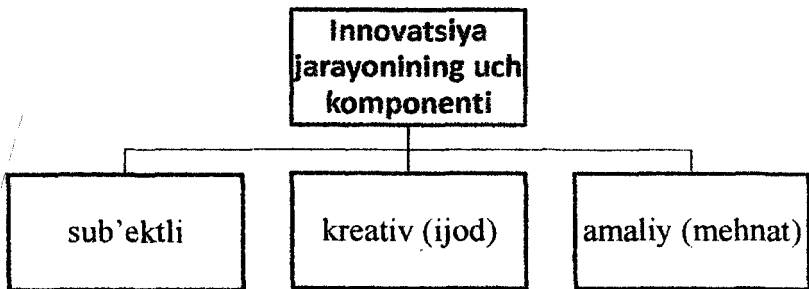 Innovatsiya
jarayonining uch
komponenti
sub’ektli
kreativ (ijod)
amaliy (mehnat)